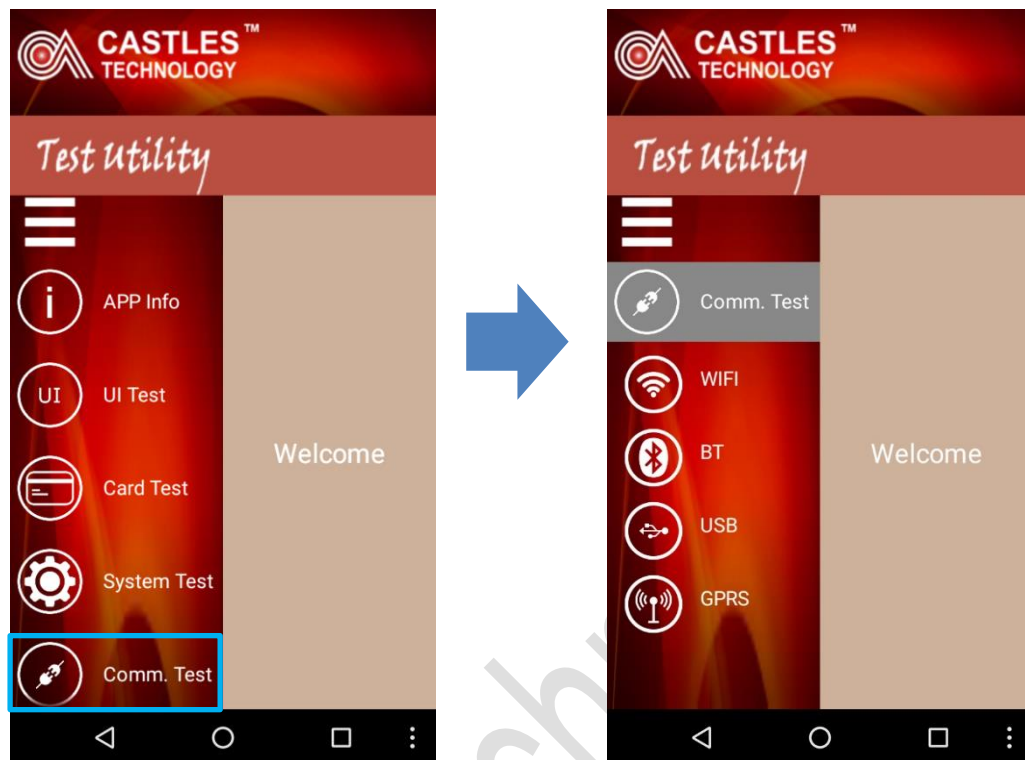 CASTLES™
TECHNOLOGY
Test Utility
i
APP Info
UI
UI Test
Card Test
System Test
Comm. Test
Welcome
CASTLES™
TECHNOLOGY
Test Utility
Comm. Test
WIFI
BT
USB
GPRS
Welcome